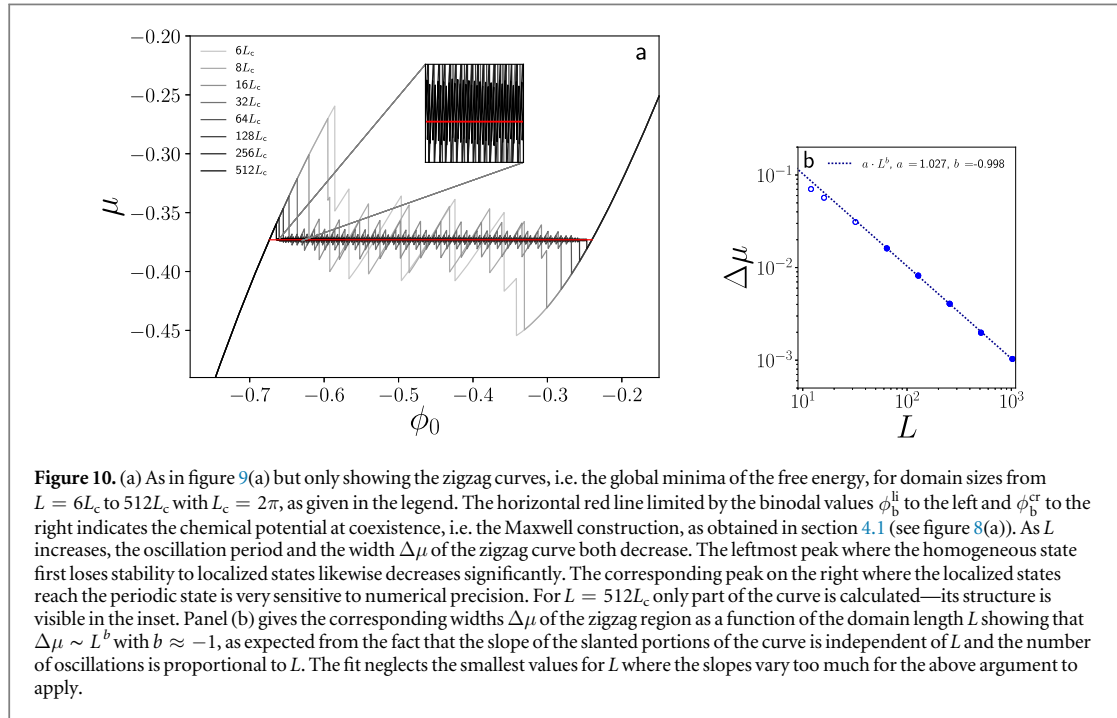 a
−0.20
−0.25
−0.30
−0.35
−0.40
−0.45
μ
6Lc
8Lc
16Lc
32Lc
64Lc
128Lc
256Lc
512Lc
−0.7 −0.6 −0.5 −0.4 −0.3 −0.2
ϕ0
b
a · L^b, a = 1.027, b =-0.998
10^−1
10^−2
10^−3
Δμ
10^1 10^2 10^3
L
Figure 10. (a) As in figure 9(a) but only showing the zigzag curves, i.e. the global minima of the free energy, for domain sizes from
L = 6Lc to 512Lc with Lc = 2π, as given in the legend. The horizontal red line limited by the binodal values ϕ_b^li to the left and ϕ_b^cr to the
right indicates the chemical potential at coexistence, i.e. the Maxwell construction, as obtained in section 4.1 (see figure 8(a)). As L
increases, the oscillation period and the width Δμ of the zigzag curve both decrease. The leftmost peak where the homogeneous state
first loses stability to localized states likewise decreases significantly. The corresponding peak on the right where the localized states
reach the periodic state is very sensitive to numerical precision. For L = 512Lc only part of the curve is calculated—its structure is
visible in the inset. Panel (b) gives the corresponding widths Δμ of the zigzag region as a function of the domain length L showing that
Δμ ∼ L^b with b ≈ −1, as expected from the fact that the slope of the slanted portions of the curve is independent of L and the number
of oscillations is proportional to L. The fit neglects the smallest values for L where the slopes vary too much for the above argument to
apply.